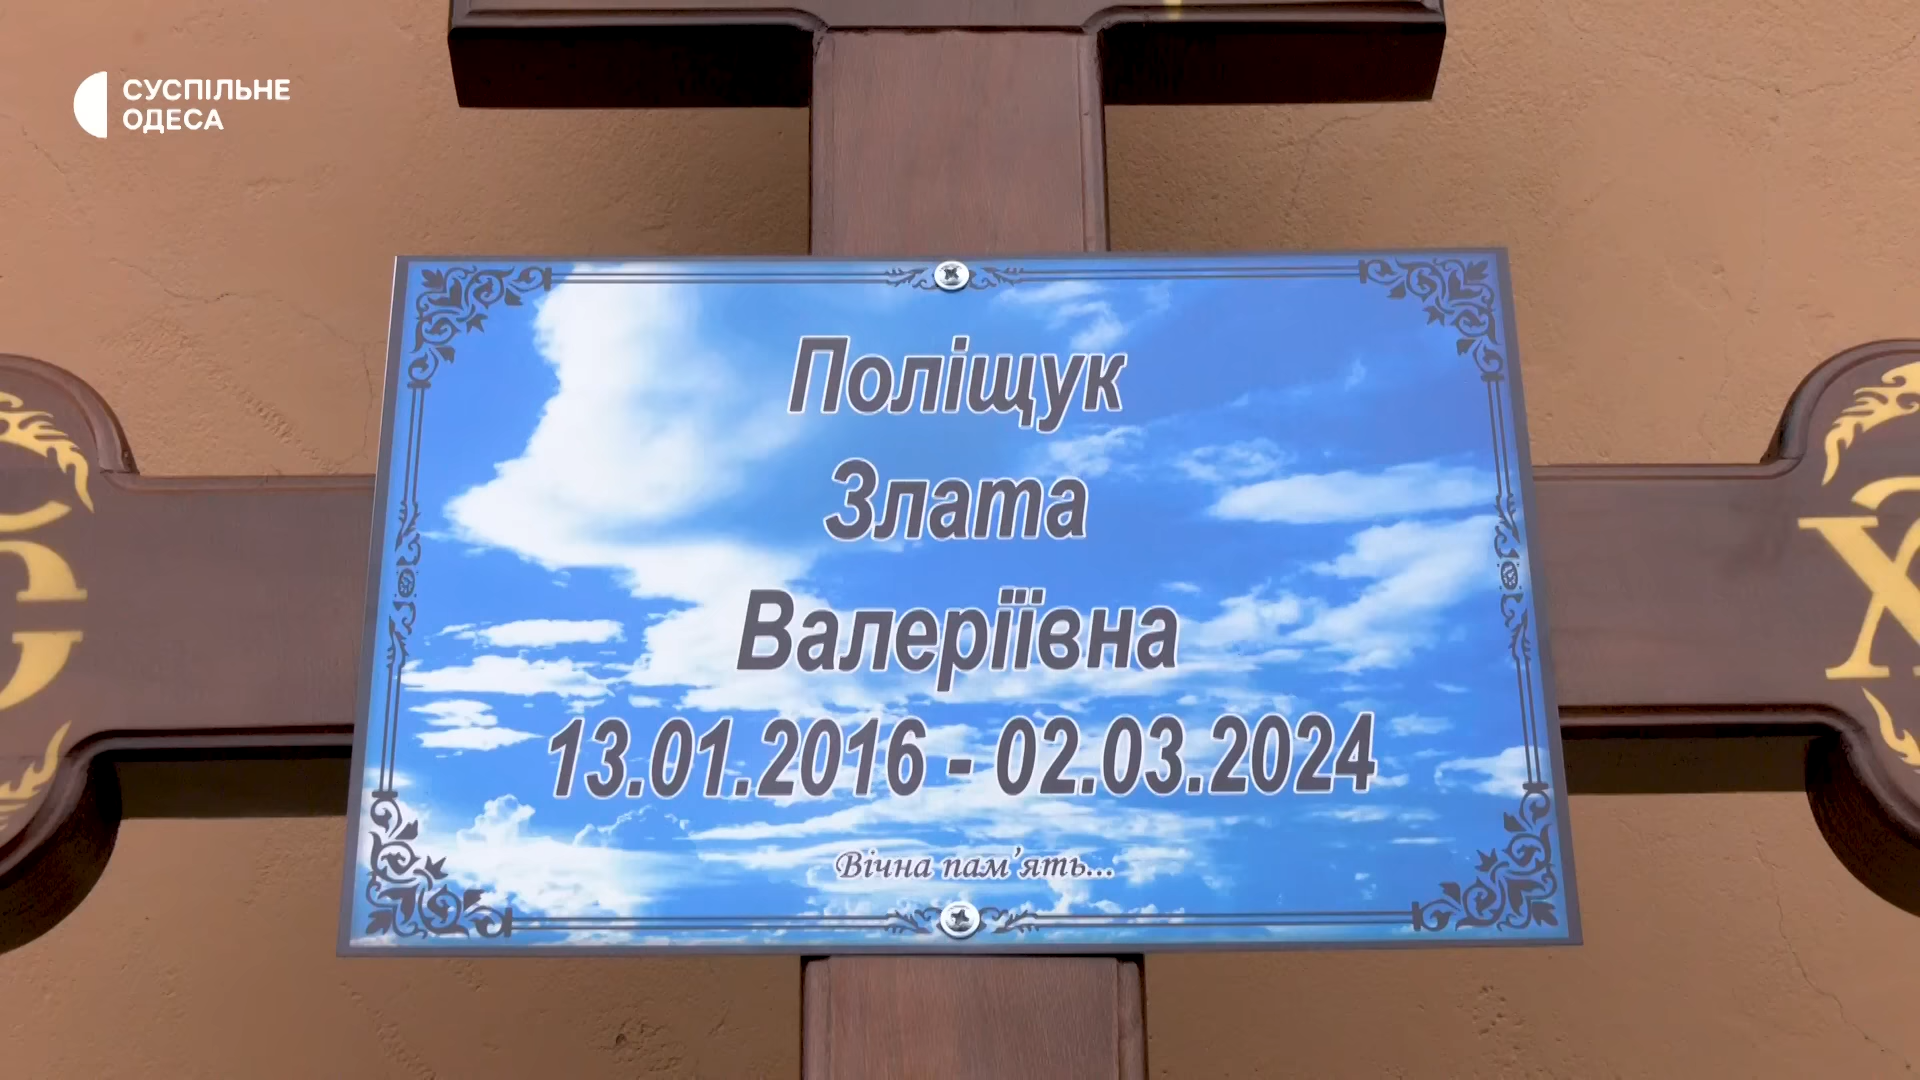 СУСПІЛЬНЕ
ОДЕСА
Поліщук
Злата
Валеріївна
13.01.2016 - 02.03.2024
Вічна пам'ять...